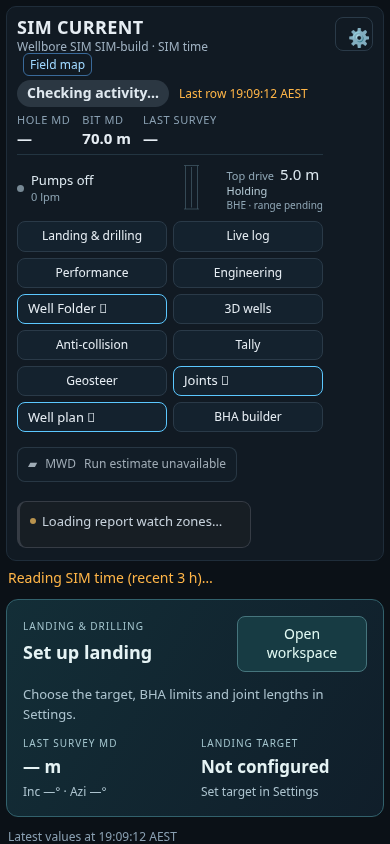 SIM CURRENT
Wellbore SIM SIM-build · SIM time
Field map
Checking activity…
Last row 19:09:12 AEST
HOLE MD BIT MD LAST SURVEY
— 70.0 m —
Pumps off
0 lpm
Top drive 5.0 m
Holding
BHE · range pending
Landing & drilling
Live log
Performance
Engineering
Well Folder
3D wells
Anti-collision
Tally
Geosteer
Joints
Well plan
BHA builder
MWD Run estimate unavailable
Loading report watch zones…
Reading SIM time (recent 3 h)…
LANDING & DRILLING
Set up landing
Open
workspace
Choose the target, BHA limits and joint lengths in
Settings.
LAST SURVEY MD
— m
Inc —° · Azi —°
LANDING TARGET
Not configured
Set target in Settings
Latest values at 19:09:12 AEST